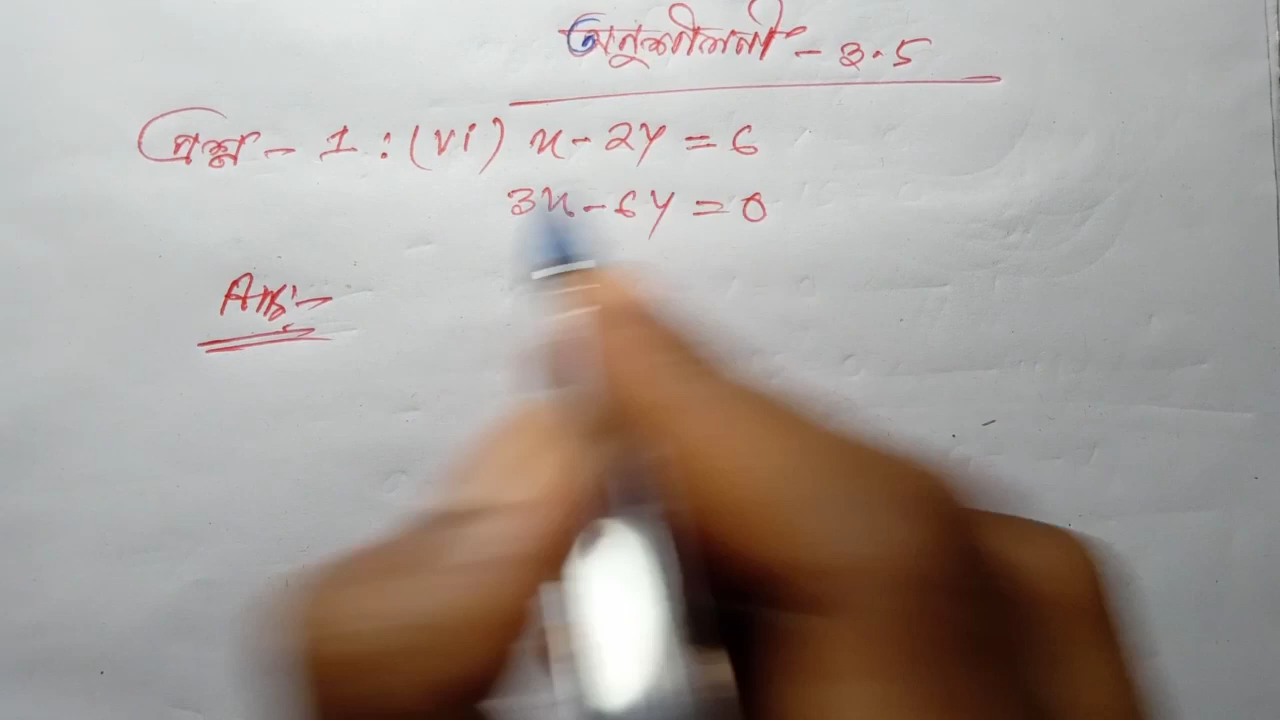 অনুশীলনী - 3.5
প্রশ্ন - 1 : (vi) x - 2y = 6
3x - 6y = 0
Ans:-